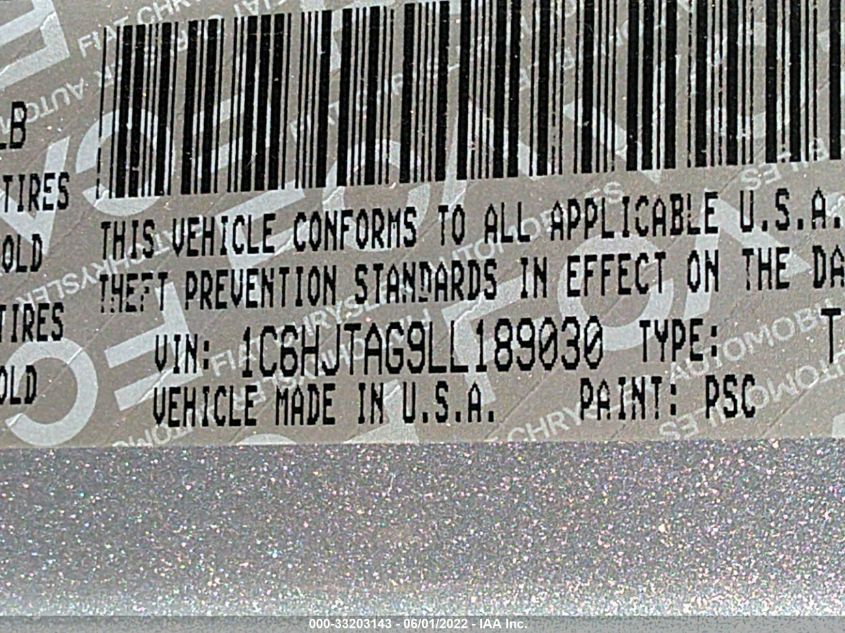 LB
TIRES
OLD
TIRES
OLD
THIS VEHICLE CONFORMS TO ALL APPLICABLE U.S.A.
THEFT PREVENTION STANDARDS IN EFFECT ON THE DA
VIN: 1C6HJTAG9LL189030 TYPE: T
VEHICLE MADE IN U.S.A. PAINT: PSC
000-33203143 - 06/01/2022 - IAA Inc.